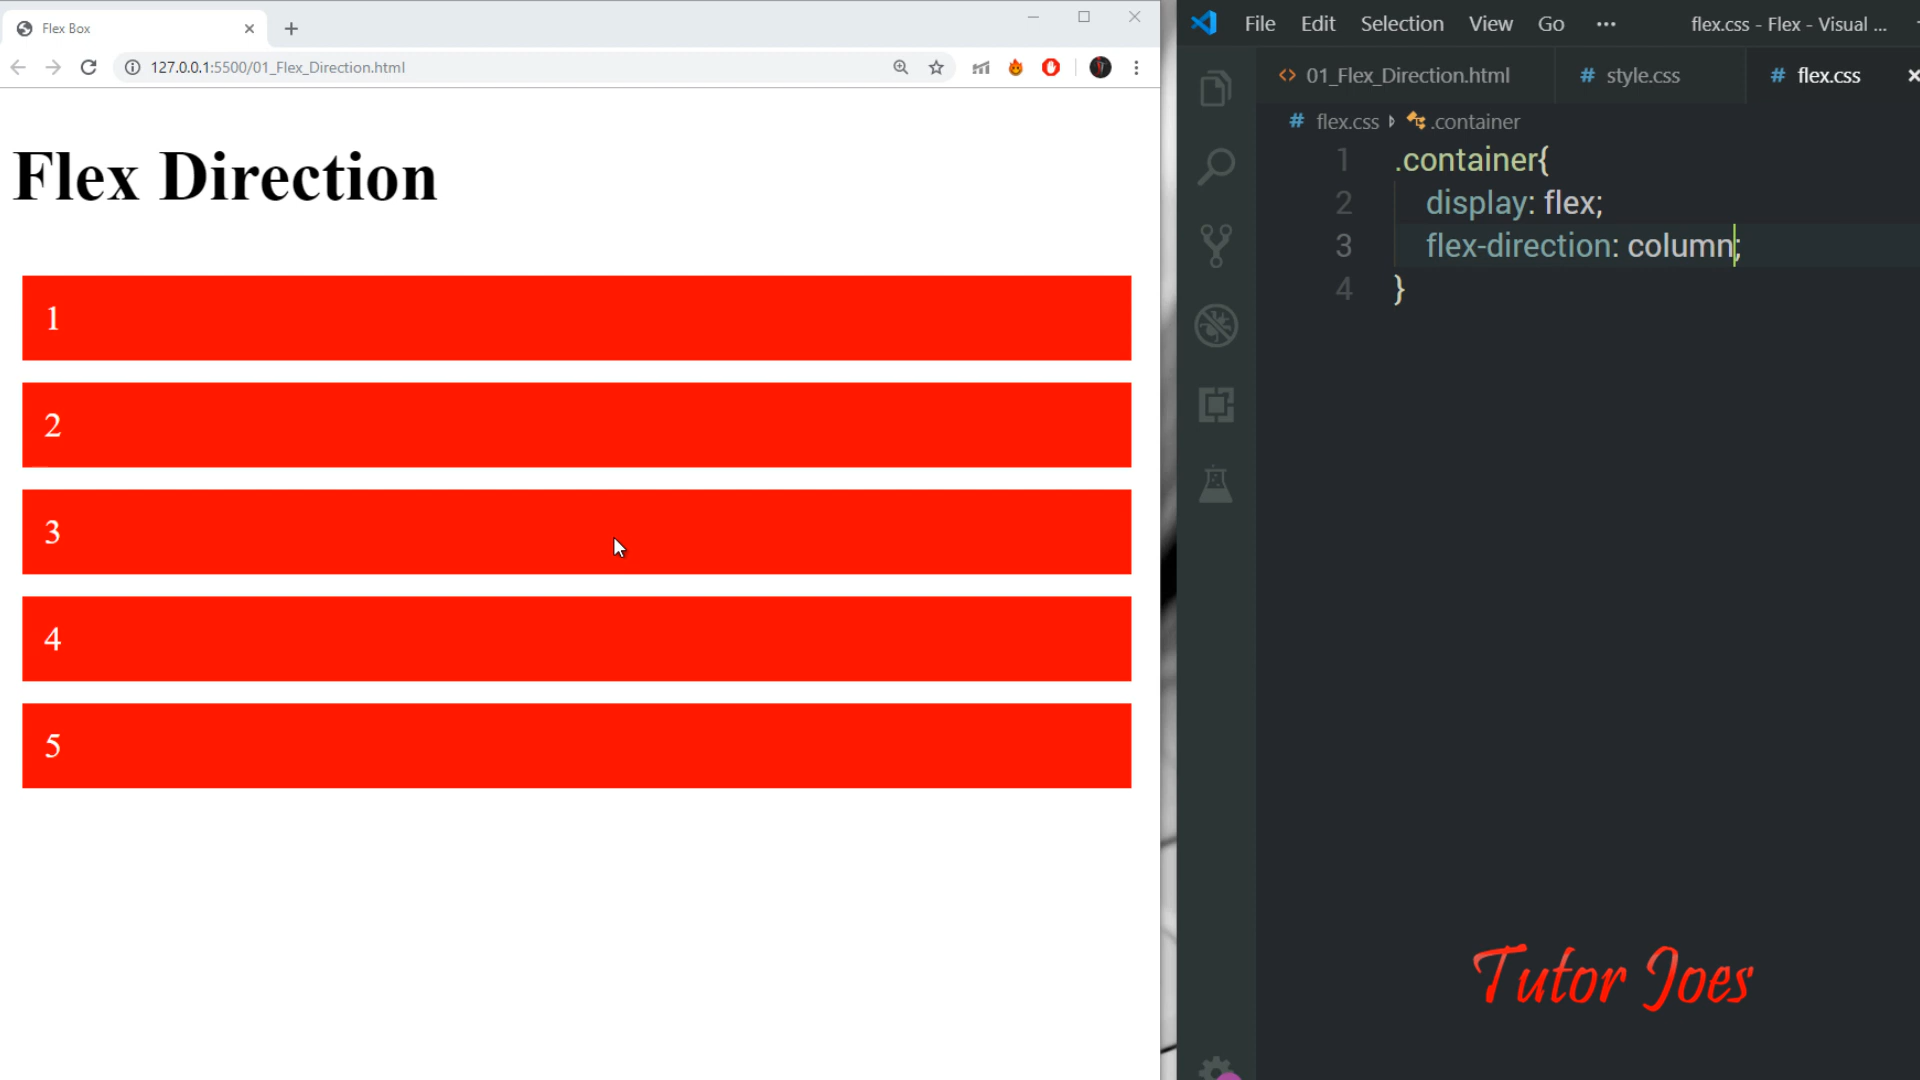 Flex Box
127.0.0.1:5500/01_Flex_Direction.html
Flex Direction
1
2
3
4
5
File Edit Selection View Go ··· flex.css - Flex - Visual ...
<> 01_Flex_Direction.html # style.css # flex.css
# flex.css .container
1 .container{
2 display: flex;
3 flex-direction: column;
4 }
Tutor Joes